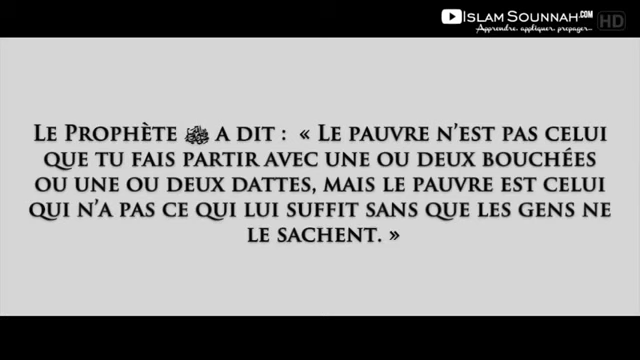 ISLAM SOUNNAH.COM HD
Apprendre, appliquer, propager...
LE PROPHÈTE ﷺ A DIT : « LE PAUVRE N’EST PAS CELUI
QUE TU FAIS PARTIR AVEC UNE OU DEUX BOUCHÉES
OU UNE OU DEUX DATTES, MAIS LE PAUVRE EST CELUI
QUI N’A PAS CE QUI LUI SUFFIT SANS QUE LES GENS NE
LE SACHENT. »